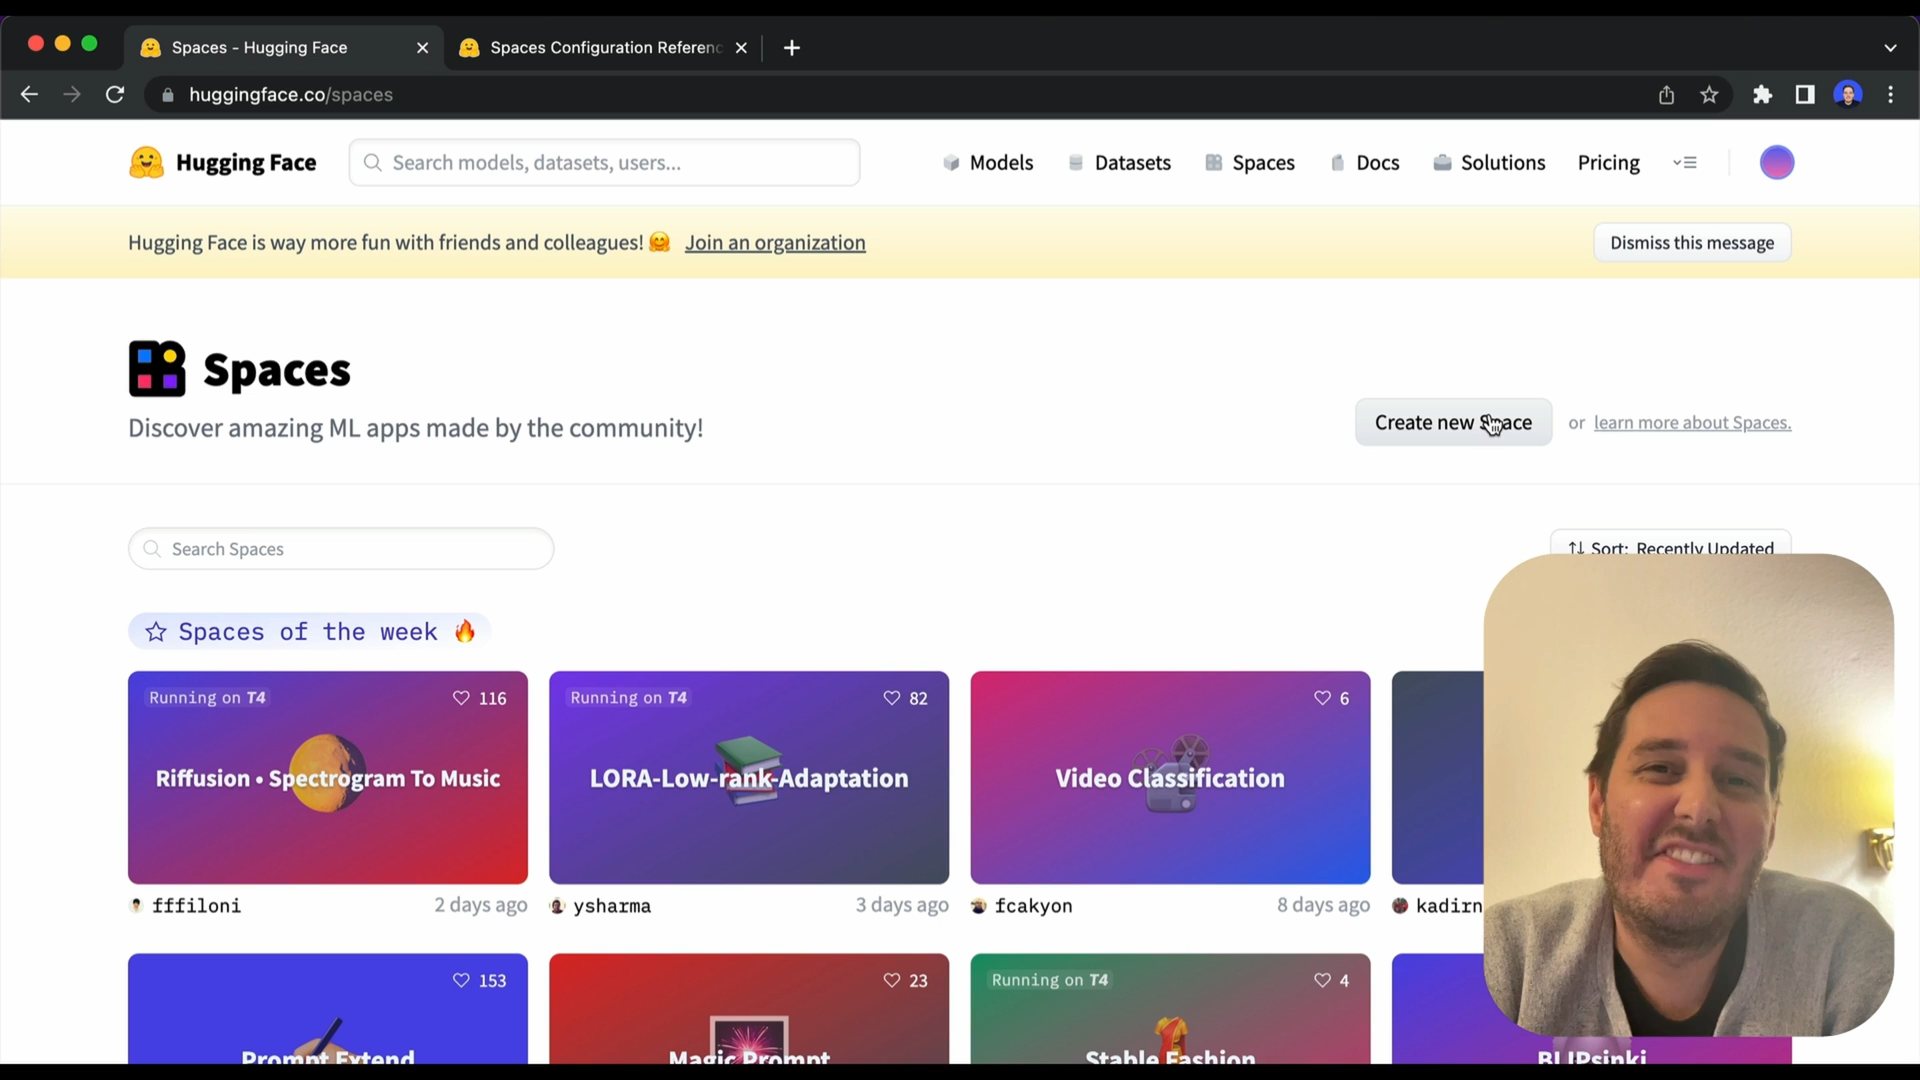 Spaces - Hugging Face
Spaces Configuration Referenc
huggingface.co/spaces
Hugging Face
Search models, datasets, users...
Models
Datasets
Spaces
Docs
Solutions
Pricing
Hugging Face is way more fun with friends and colleagues! 🤗 Join an organization
Dismiss this message
Spaces
Discover amazing ML apps made by the community!
Create new Space
or learn more about Spaces.
Search Spaces
Sort: Recently Updated
Spaces of the week 🔥
Running on T4
116
Riffusion • Spectrogram To Music
fffiloni
2 days ago
Running on T4
82
LORA-Low-rank-Adaptation
ysharma
3 days ago
6
Video Classification
fcakyon
8 days ago
kadirn
153
Prompt Extend
23
Magic Prompt
Running on T4
4
Stable Fashion
BLIPsinki